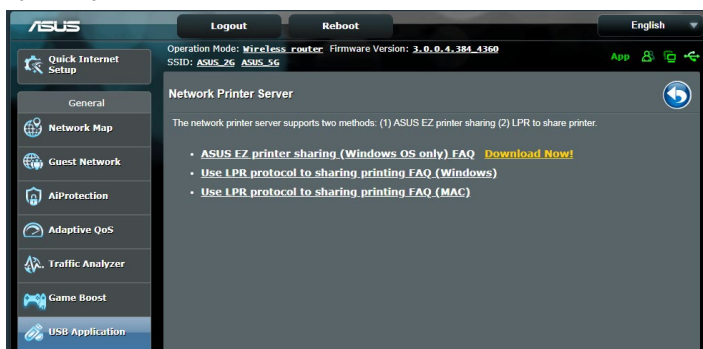 ASUS
Logout
Reboot
English
Quick Internet Setup
Operation Mode: Wireless router Firmware Version: 3.0.0.4.384_4360
SSID: ASUS_2G ASUS_5G
App
General
Network Map
Guest Network
AiProtection
Adaptive QoS
Traffic Analyzer
Game Boost
USB Application
Network Printer Server
The network printer server supports two methods: (1) ASUS EZ printer sharing (2) LPR to share printer.
• ASUS EZ printer sharing (Windows OS only) FAQ Download Now!
• Use LPR protocol to sharing printing FAQ (Windows)
• Use LPR protocol to sharing printing FAQ (MAC)